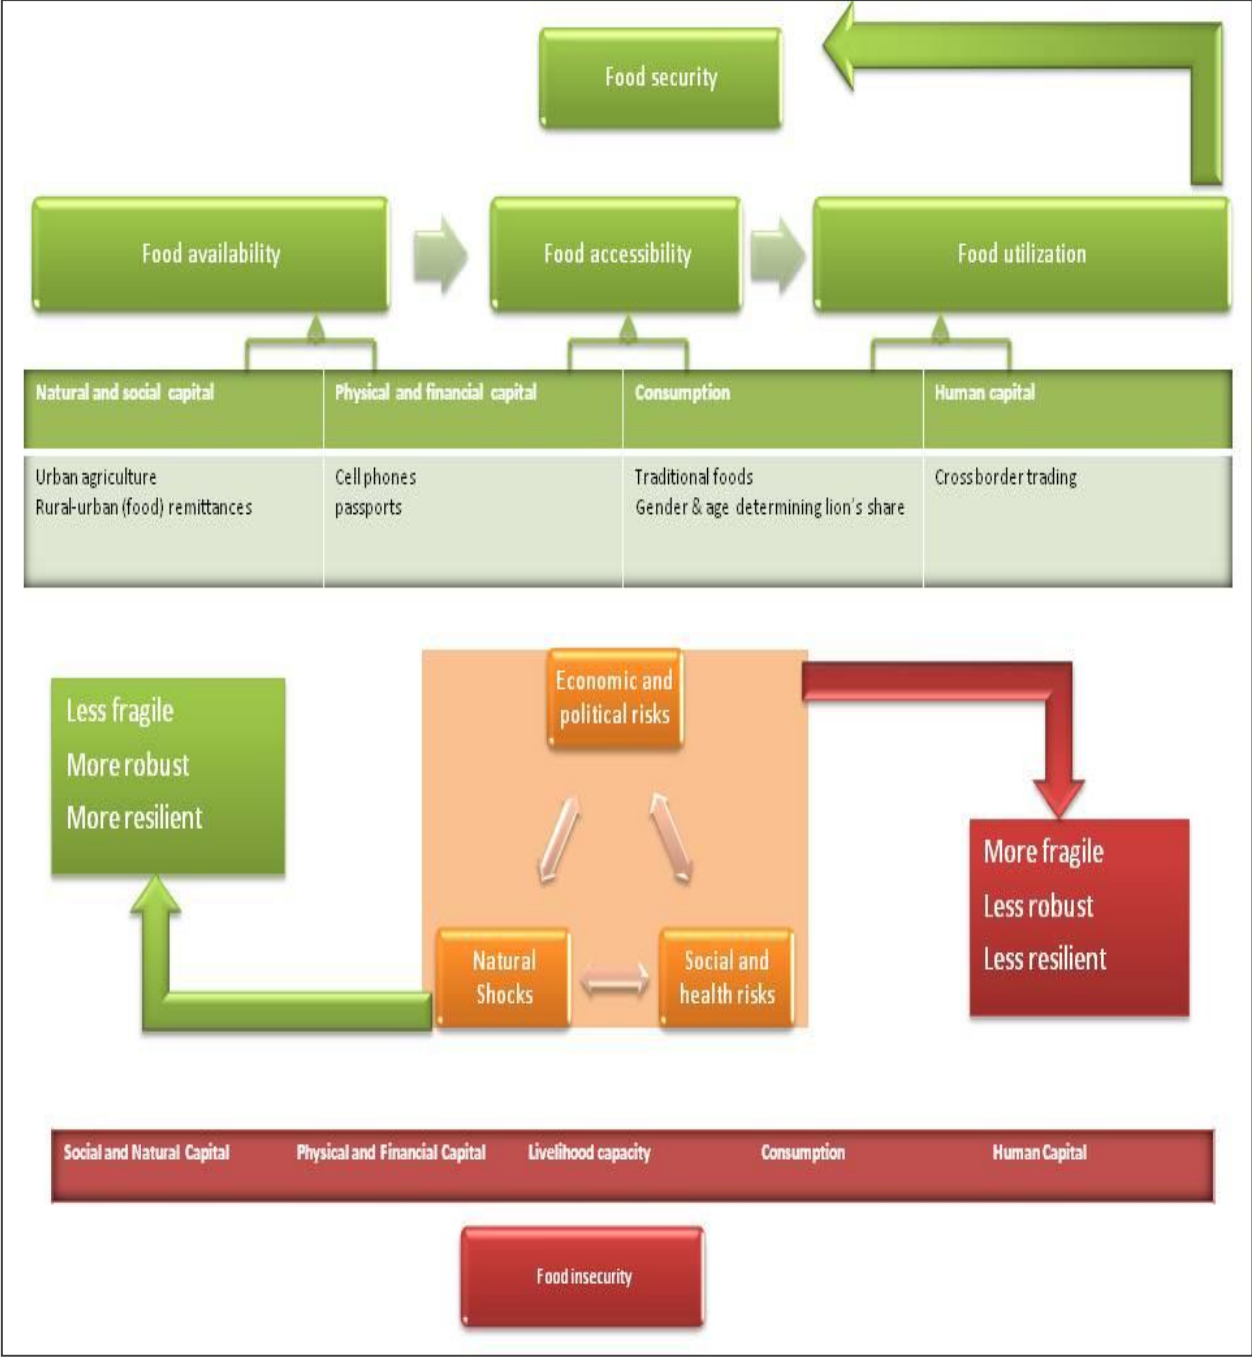 Food security
Food availability
Food accessibility
Food utilization
Natural and social capital
Physical and financial capital
Consumption
Human capital
Urban agriculture
Rural-urban (food) remittances
Cell phones
passports
Traditional foods
Gender & age determining lion's share
Cross border trading
Less fragile
More robust
More resilient
Economic and
political risks
Natural
Shocks
Social and
health risks
More fragile
Less robust
Less resilient
Social and Natural Capital
Physical and Financial Capital
Livelihood capacity
Consumption
Human Capital
Food insecurity